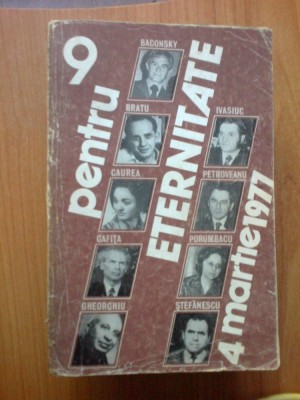 9
pentru
ETERNITATE
4 martie 1977
BACONSKY
BRATU
IVASIUC
CAUREA
PETROVEANU
GAFIȚA
PORUMBACU
GHEORGHIU
ȘTEFĂNESCU